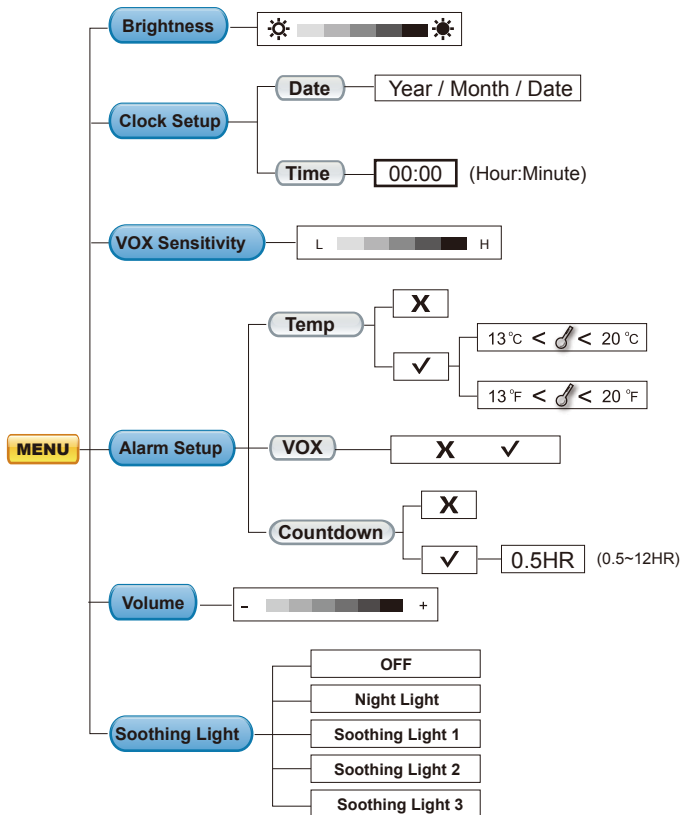 Brightness
Clock Setup
Date
Year / Month / Date
Time
00:00 (Hour:Minute)
VOX Sensitivity
L H
MENU
Alarm Setup
Temp
X
✓
13 °C < < 20 °C
13 °F < < 20 °F
VOX
X ✓
Countdown
X
✓
0.5HR (0.5~12HR)
Volume
- +
Soothing Light
OFF
Night Light
Soothing Light 1
Soothing Light 2
Soothing Light 3